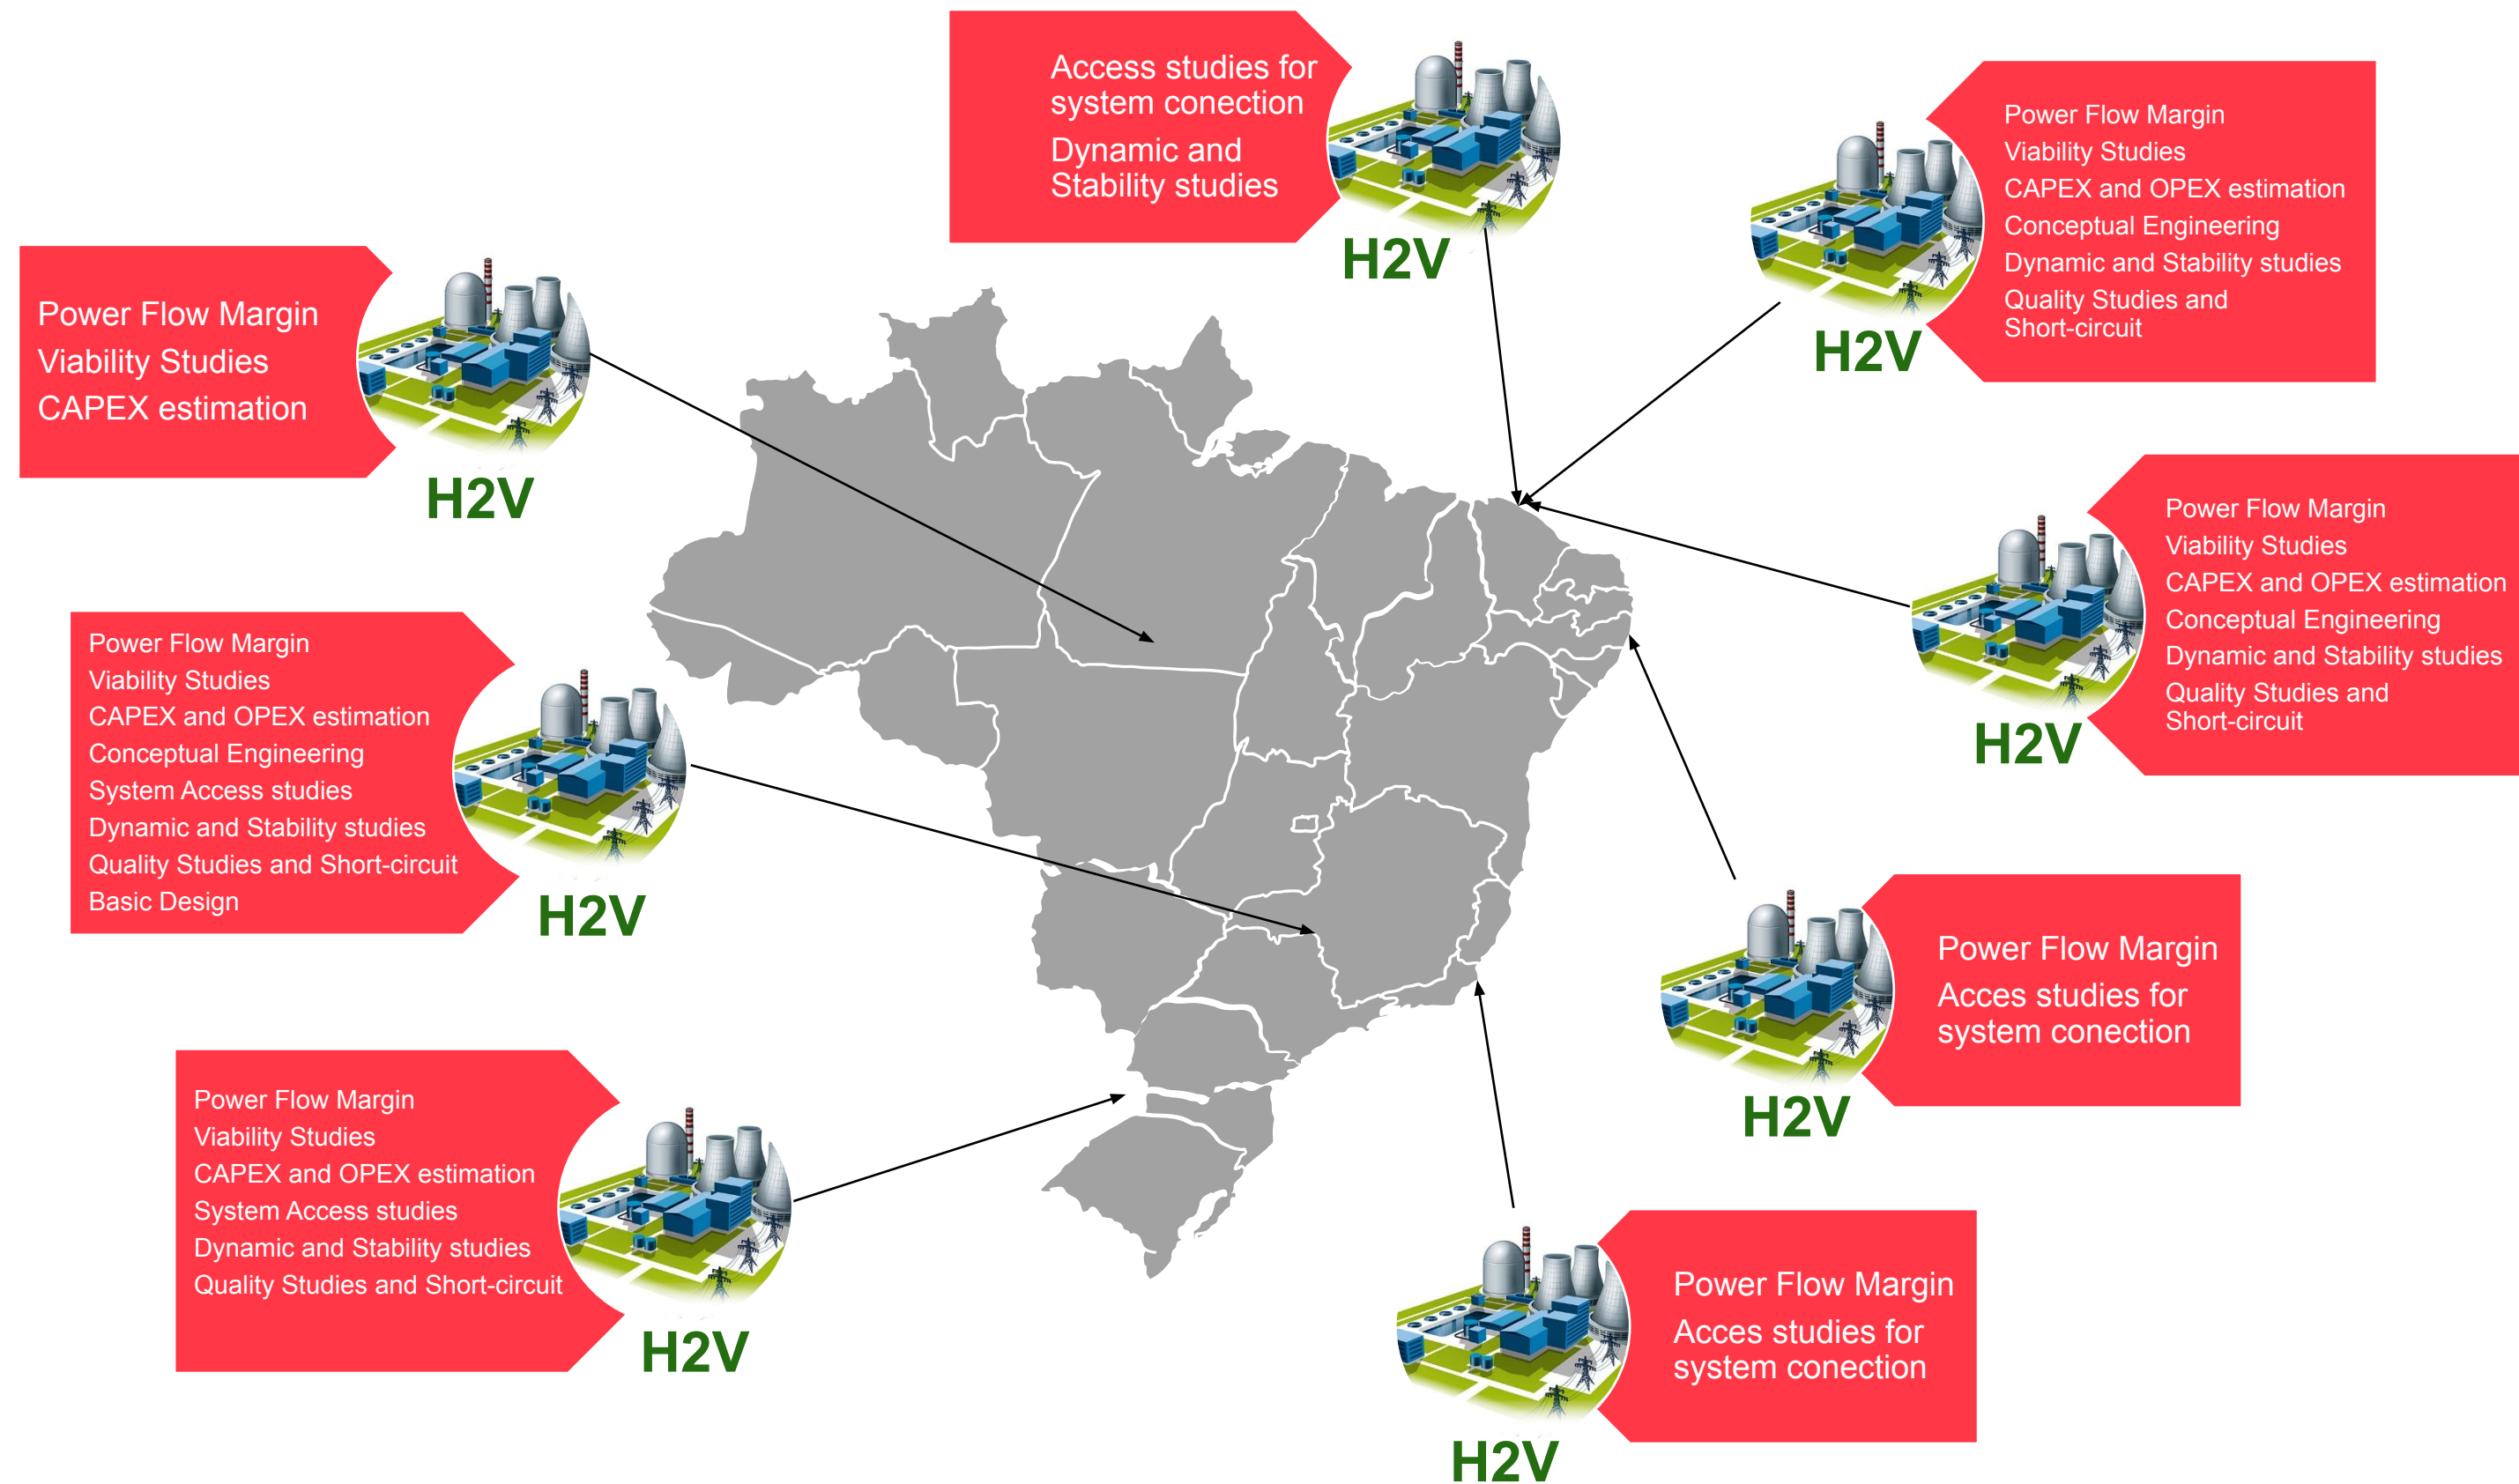 Access studies for
system conection
Dynamic and
Stability studies
H2V
Power Flow Margin
Viability Studies
CAPEX and OPEX estimation
Conceptual Engineering
Dynamic and Stability studies
Quality Studies and
Short-circuit
H2V
Power Flow Margin
Viability Studies
CAPEX estimation
H2V
Power Flow Margin
Viability Studies
CAPEX and OPEX estimation
Conceptual Engineering
Dynamic and Stability studies
Quality Studies and
Short-circuit
H2V
Power Flow Margin
Viability Studies
CAPEX and OPEX estimation
Conceptual Engineering
System Access studies
Dynamic and Stability studies
Quality Studies and Short-circuit
Basic Design
H2V
Power Flow Margin
Acces studies for
system conection
H2V
Power Flow Margin
Viability Studies
CAPEX and OPEX estimation
System Access studies
Dynamic and Stability studies
Quality Studies and Short-circuit
H2V
Power Flow Margin
Acces studies for
system conection
H2V